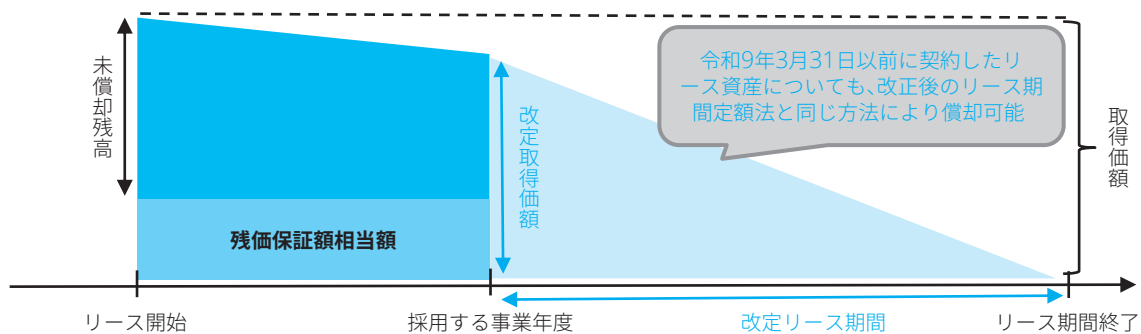 令和9年3月31日以前に契約したリ
ース資産についても、改正後のリース期
間定額法と同じ方法により償却可能
未償却残高
改定取得価額
取得価額
残価保証額相当額
リース開始
採用する事業年度
改定リース期間
リース期間終了